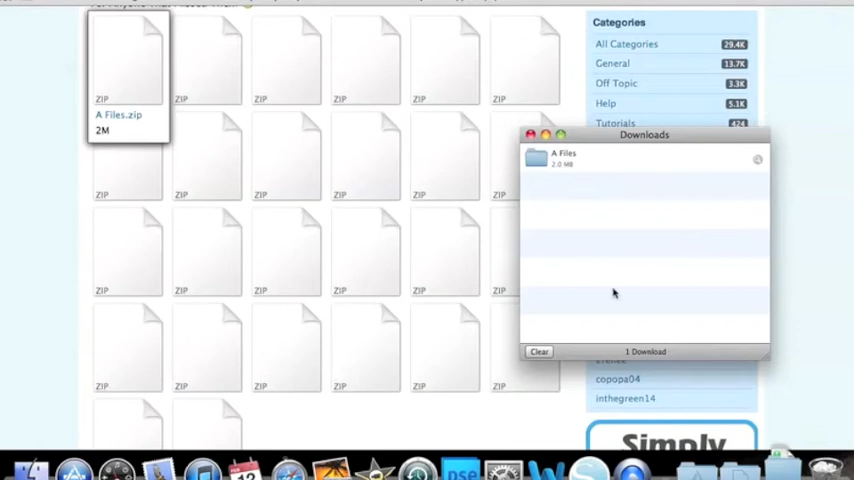 Categories
All Categories 29.4K
General 13.7K
Off Topic 3.3K
Help 5.1K
Tutorials 424
ZIP ZIP ZIP ZIP ZIP ZIP
A Files.zip
2M
Downloads
A Files
2.0 MB
ZIP ZIP ZIP ZIP ZIP ZIP
ZIP ZIP ZIP ZIP ZIP ZIP
Clear
1 Download
copopa04
inthegreen14
ZIP ZIP ZIP ZIP ZIP ZIP
Simply
12
pse